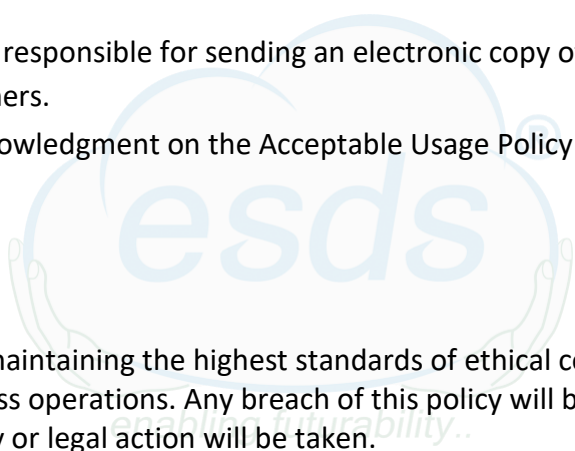 responsible for sending an electronic copy o
ners.
owledgment on the Acceptable Usage Policy
®
esds
naintaining the highest standards of ethical c
ss operations. Any breach of this policy will b
enabling futurability..
y or legal action will be taken.